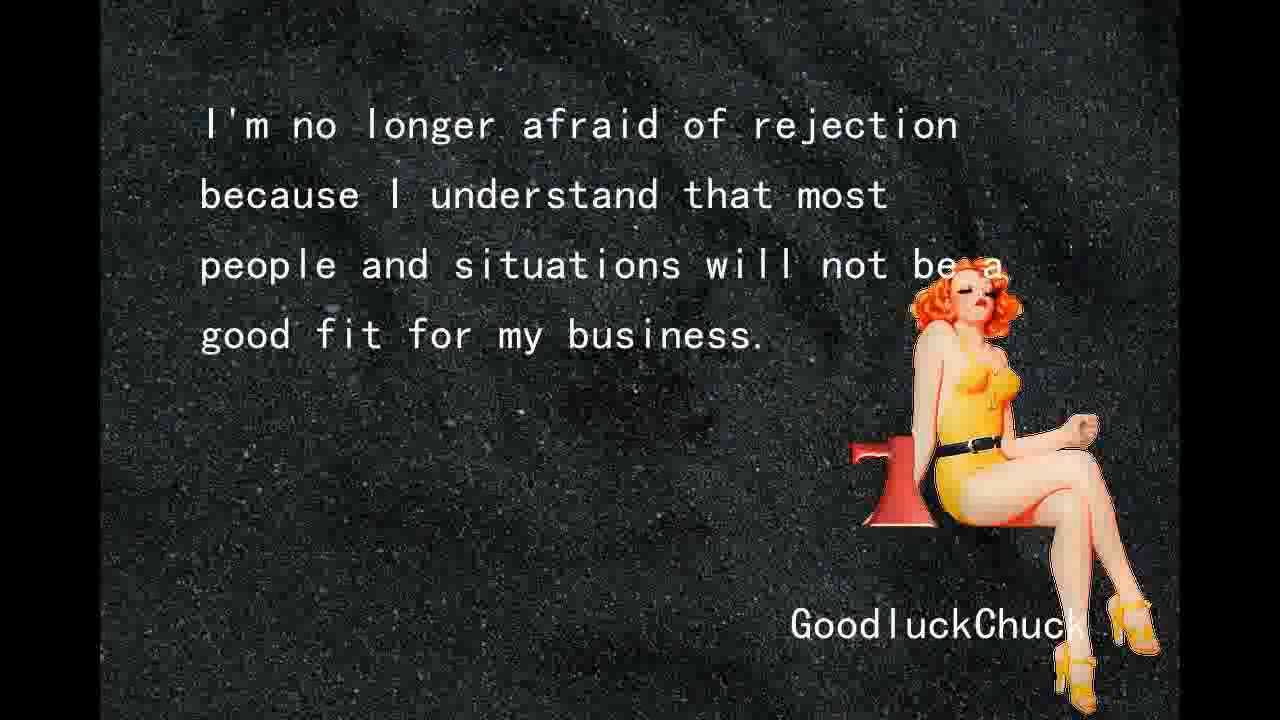 I'm no longer afraid of rejection
because I understand that most
people and situations will not be a
good fit for my business.
GoodluckChuck